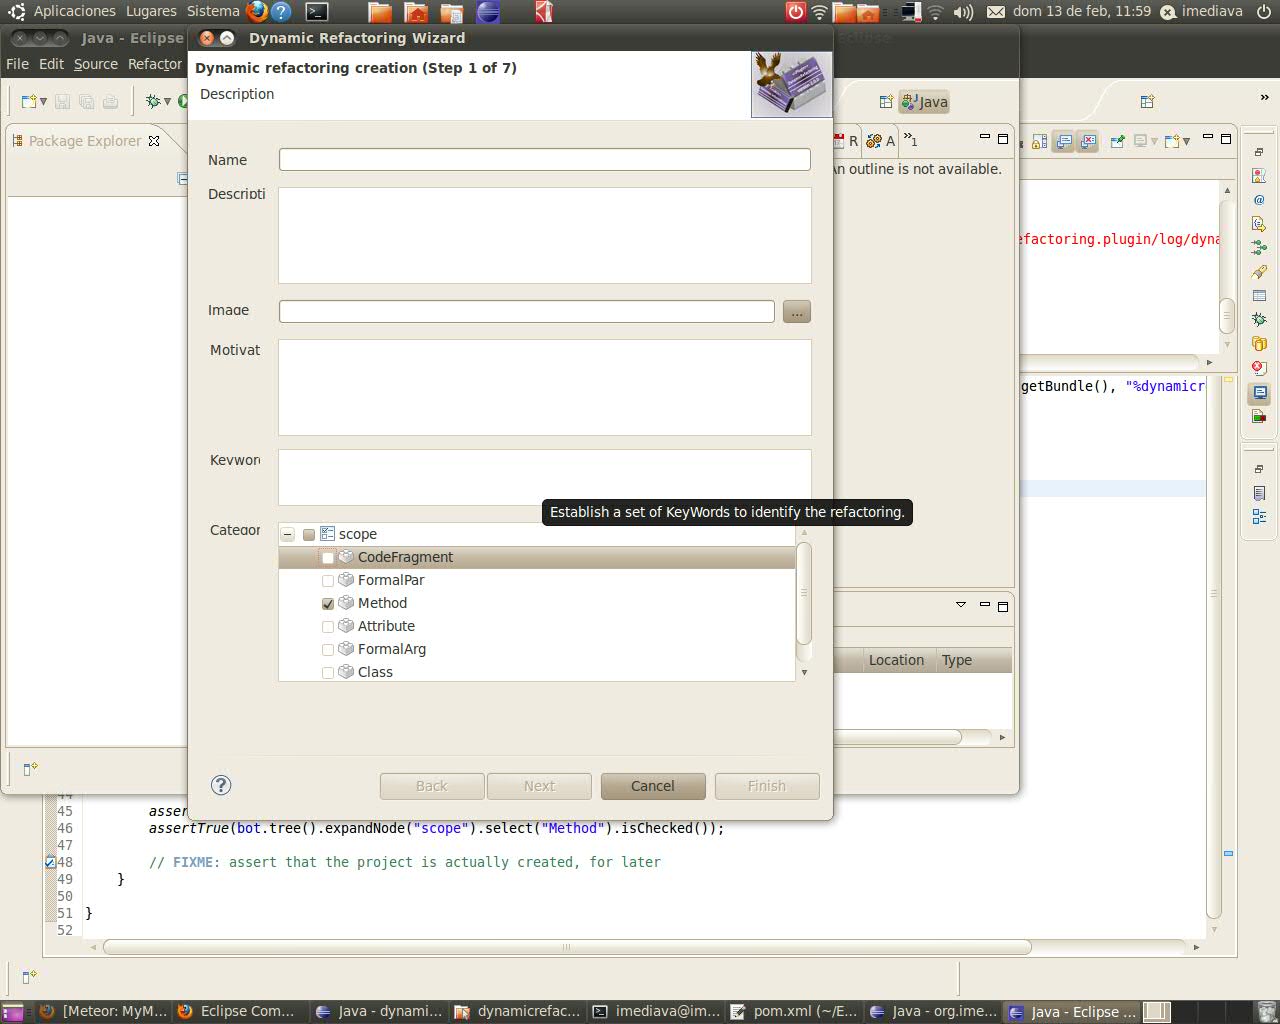 Aplicaciones Lugares Sistema dom 13 de feb, 11:59 imediava
Java - Eclipse
Dynamic Refactoring Wizard
File Edit Source Refactor
Dynamic refactoring creation (Step 1 of 7)
Description
Java
Package Explorer
R A »1
An outline is not available.
Name
Descripti
efactoring.plugin/log/dyna
Image
...
Motivat
getBundle(), "%dynamicr
Keywor
Establish a set of KeyWords to identify the refactoring.
Categor
scope
CodeFragment
FormalPar
Method
Attribute
FormalArg
Class
Location Type
Back Next Cancel Finish
44
45 asser
46 assertTrue(bot.tree().expandNode("scope").select("Method").isChecked());
47
48 // FIXME: assert that the project is actually created, for later
49 }
50
51 }
52
[Meteor: MyM... Eclipse Com... Java - dynami... dynamicrefac... imediava@im... pom.xml (~/E... Java - org.ime... Java - Eclipse ...